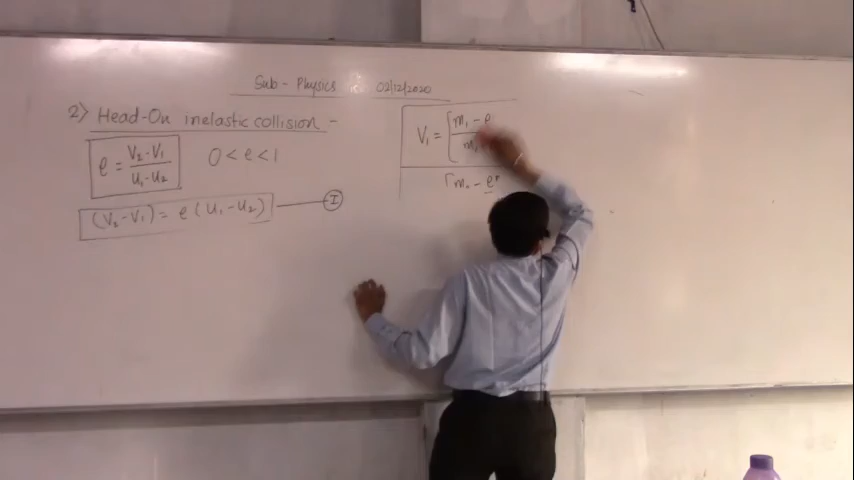 Sub - Physics 02/12/2020
2) Head-On inelastic collision -
e = V₂-V₁ / u₁-u₂ 0 < e < 1
(V₂-V₁) = e (u₁-u₂) — I
V₁ = [m₁ - e
m₁
[m₂ - e